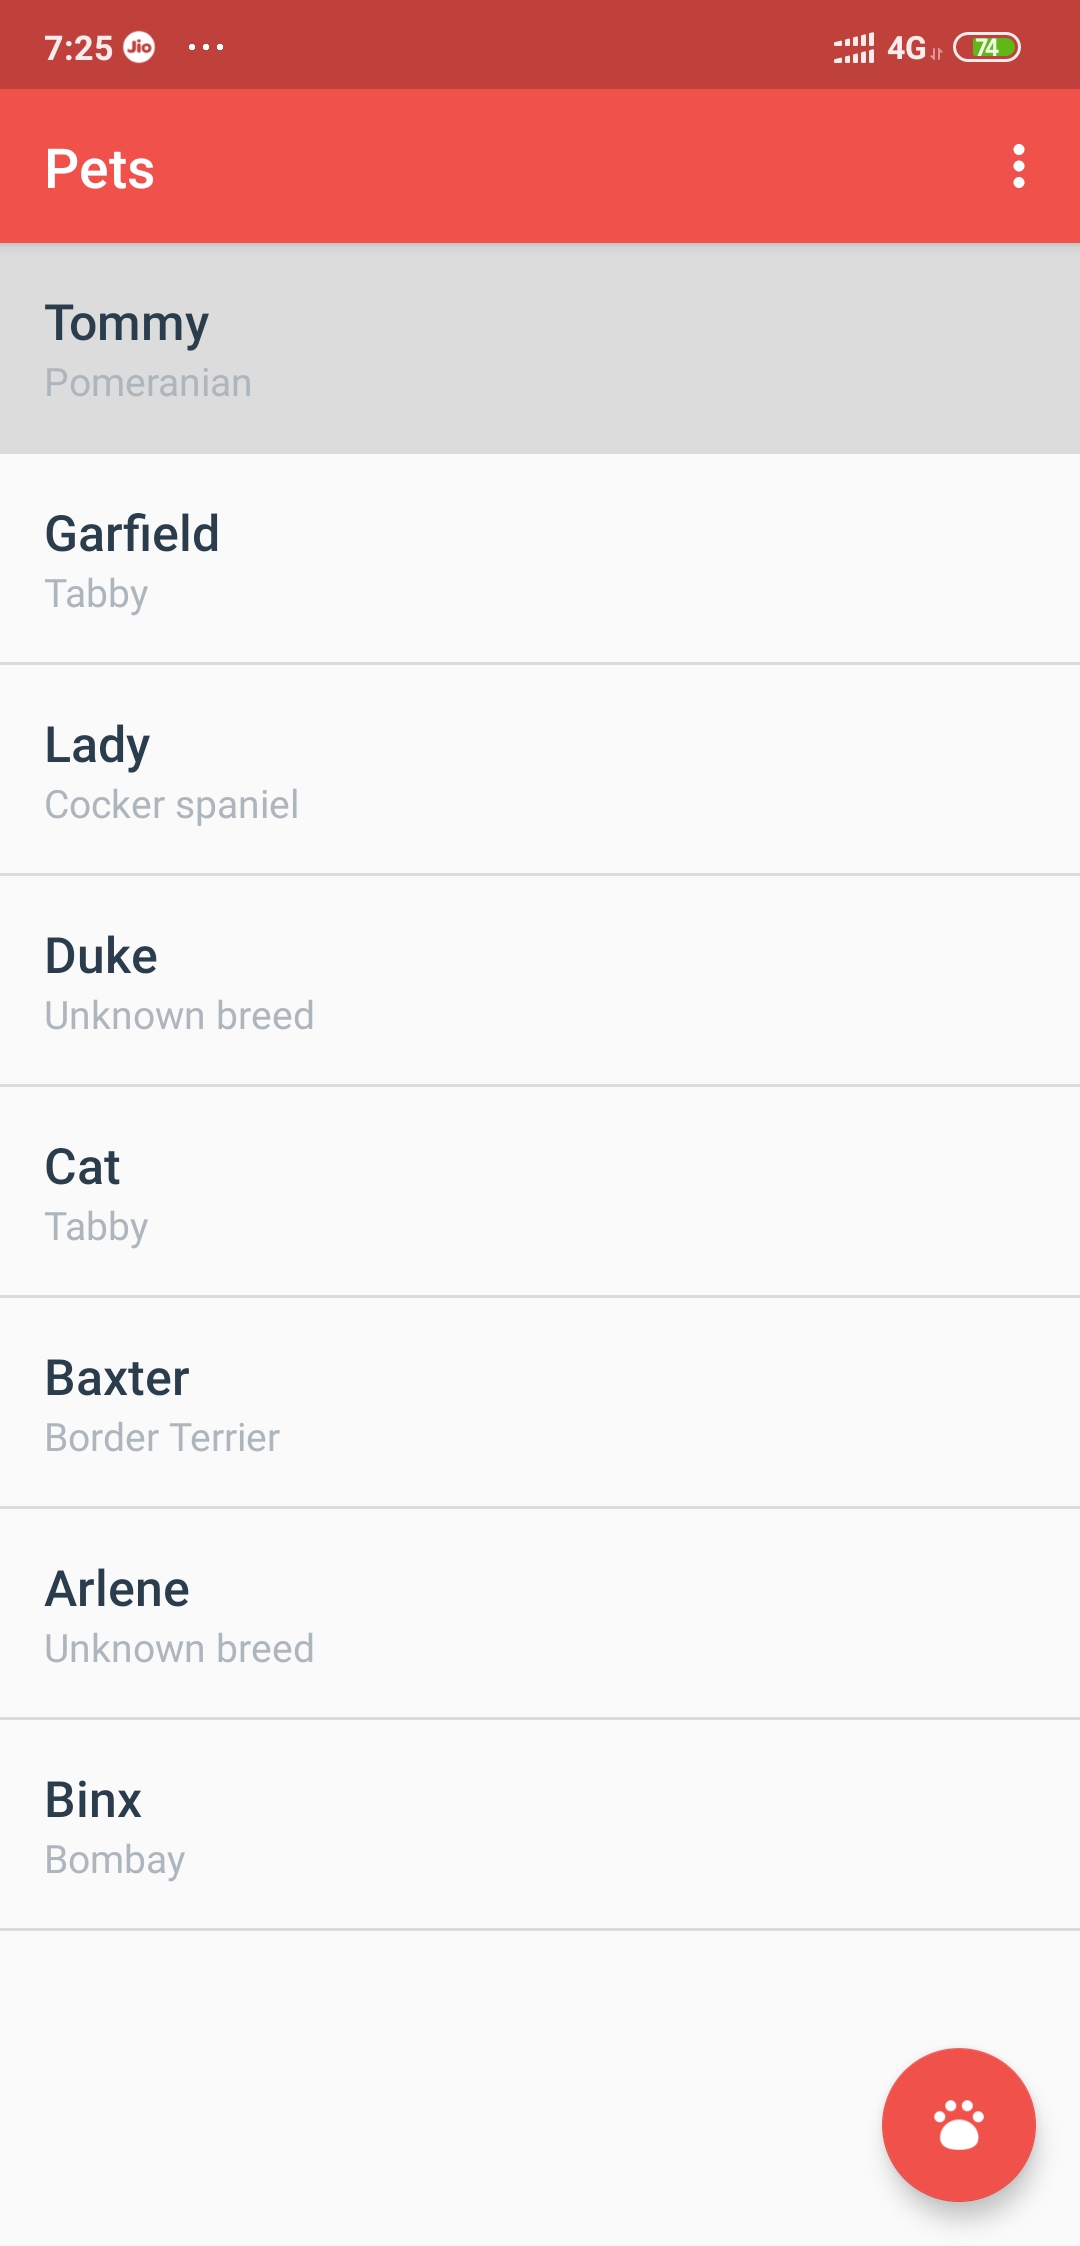 7:25 Jio ... 4G 74
Pets
Tommy
Pomeranian
Garfield
Tabby
Lady
Cocker spaniel
Duke
Unknown breed
Cat
Tabby
Baxter
Border Terrier
Arlene
Unknown breed
Binx
Bombay